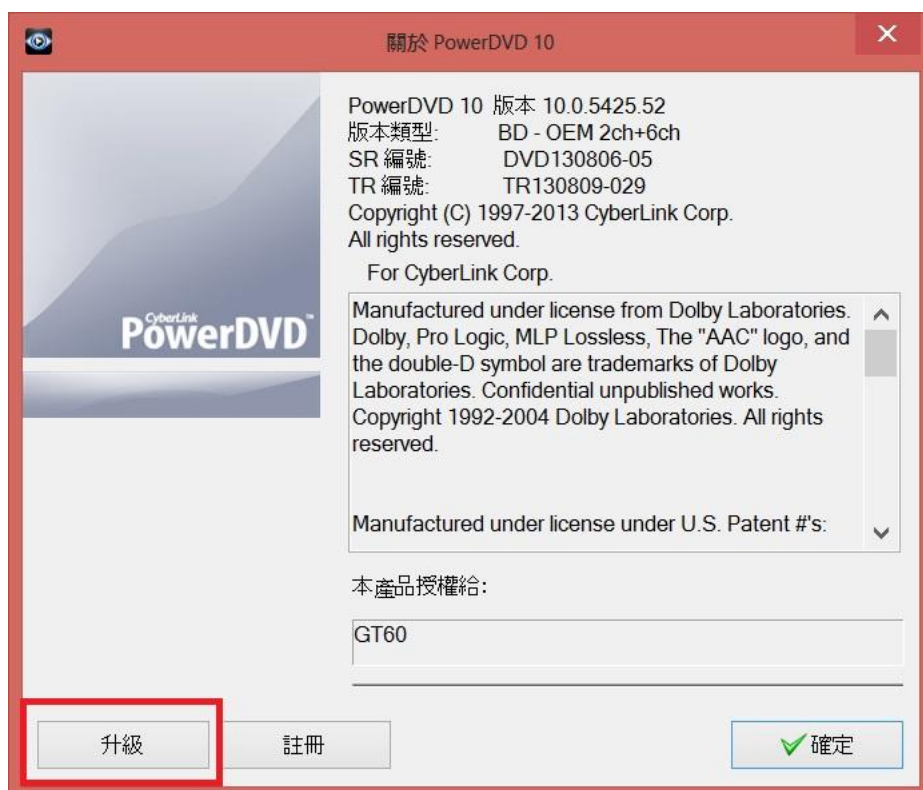 關於 PowerDVD 10
PowerDVD 10 版本 10.0.5425.52
版本類型: BD - OEM 2ch+6ch
SR 編號: DVD130806-05
TR 編號: TR130809-029
Copyright (C) 1997-2013 CyberLink Corp.
All rights reserved.
For CyberLink Corp.
CyberLink
PowerDVD™
Manufactured under license from Dolby Laboratories.
Dolby, Pro Logic, MLP Lossless, The "AAC" logo, and
the double-D symbol are trademarks of Dolby
Laboratories. Confidential unpublished works.
Copyright 1992-2004 Dolby Laboratories. All rights
reserved.
Manufactured under license under U.S. Patent #'s:
本產品授權給:
GT60
升級 註冊 確定